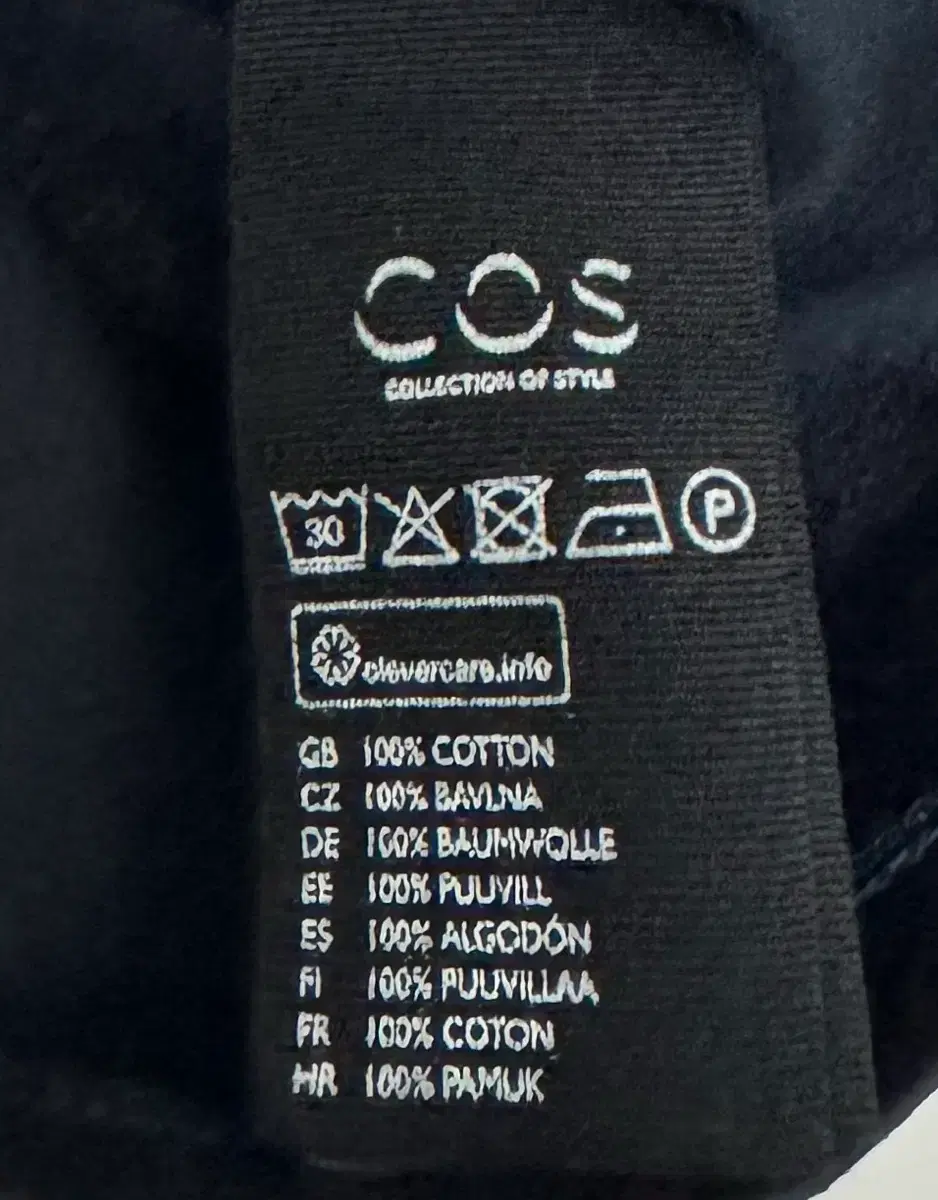 COS
COLLECTION OF STYLE
30
P
clevercare.info
GB 100% COTTON
CZ 100% BAVLNA
DE 100% BAUMWOLLE
EE 100% PUUVILL
ES 100% ALGODÓN
FI 100% PUUVILLAA
FR 100% COTON
HR 100% PAMUK